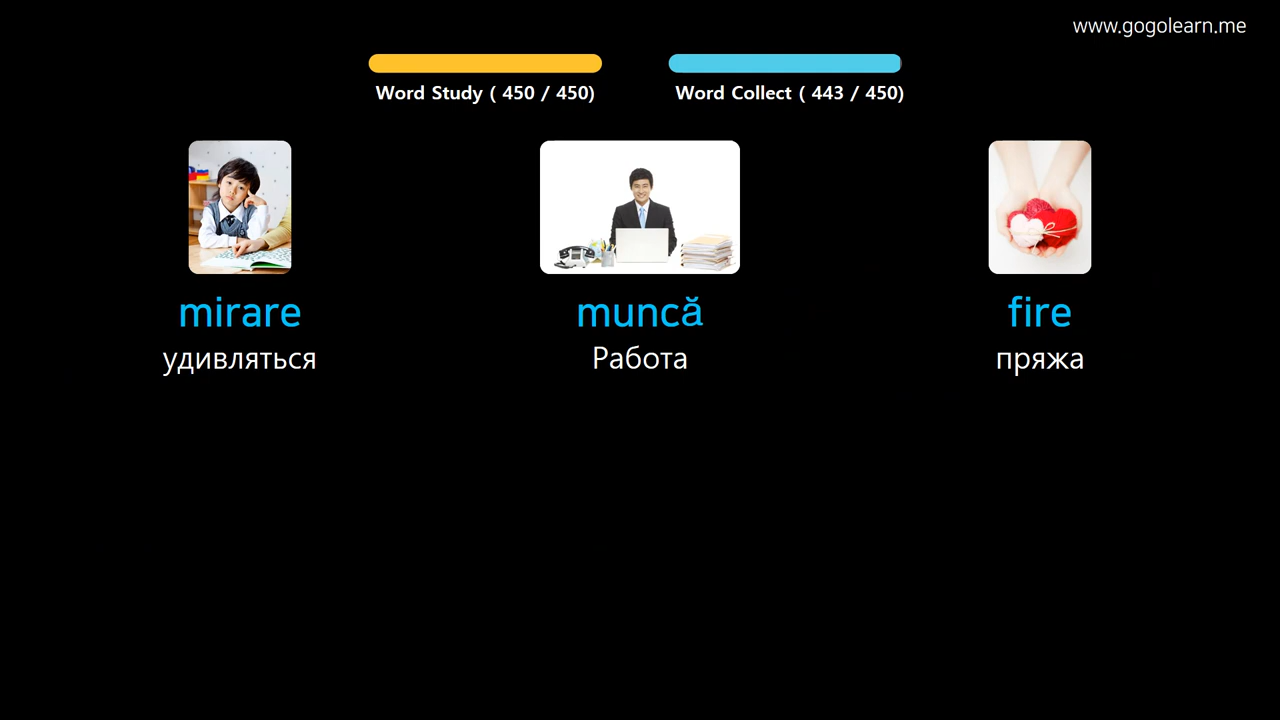 www.gogolearn.me
Word Study ( 450 / 450)
Word Collect ( 443 / 450)
mirare
muncă
fire
удивляться
Работа
пряжа